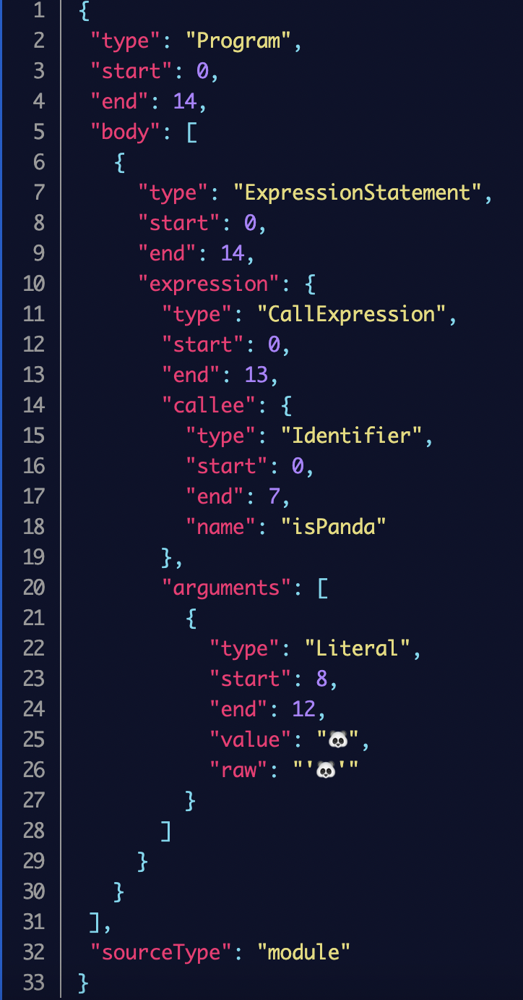 1 {
2  "type": "Program",
3  "start": 0,
4  "end": 14,
5  "body": [
6    {
7      "type": "ExpressionStatement",
8      "start": 0,
9      "end": 14,
10      "expression": {
11        "type": "CallExpression",
12        "start": 0,
13        "end": 13,
14        "callee": {
15          "type": "Identifier",
16          "start": 0,
17          "end": 7,
18          "name": "isPanda"
19        },
20        "arguments": [
21          {
22            "type": "Literal",
23            "start": 8,
24            "end": 12,
25            "value": "🐼",
26            "raw": "'🐼'"
27          }
28        ]
29      }
30    }
31  ],
32  "sourceType": "module"
33 }